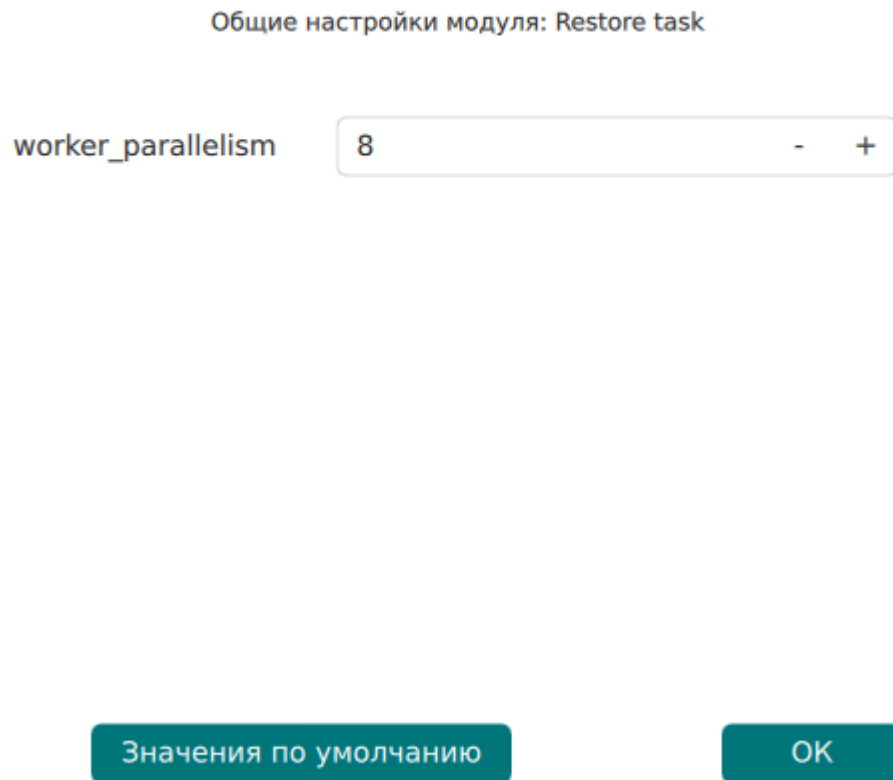 Общие настройки модуля: Restore task
worker_parallelism 8 - +
Значения по умолчанию OK